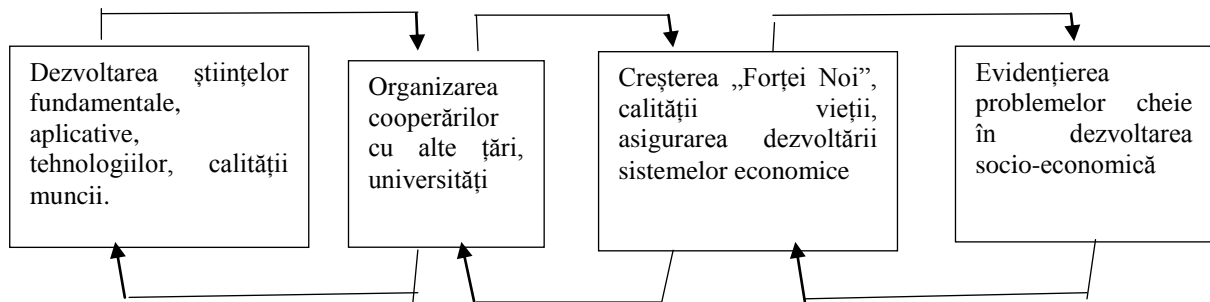 Dezvoltarea științelor
fundamentale,
aplicative,
tehnologiilor, calității
muncii.
Organizarea
cooperărilor
cu alte țări,
universități
Creșterea „Forței Noi”,
calității vieții,
asigurarea dezvoltării
sistemelor economice
Evidențierea
problemelor cheie
în dezvoltarea
socio-economică